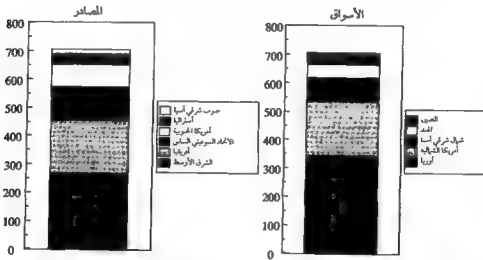 المصادر
800
700
600
500
400
300
200
100
0
جنوب شرقي آسيا
أستراليا
أمريكا الجنوبية
الاتحاد السوفيتي السابق
أفريقيا
الشرق الأوسط
الأسواق
800
700
600
500
400
300
200
100
0
الصين
الهند
شمال شرقي آسيا
أمريكا الشمالية
أوربا